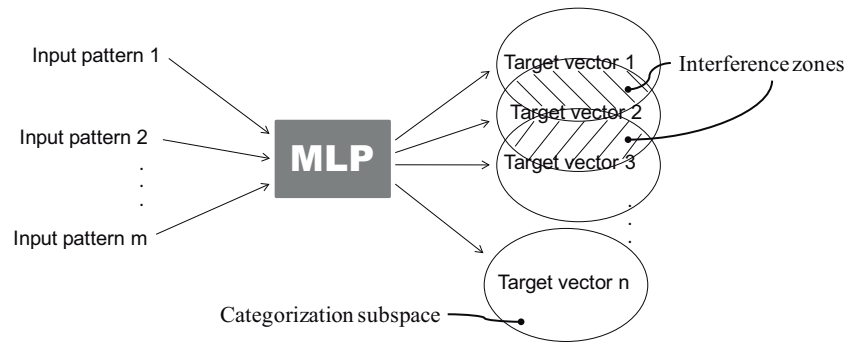 Input pattern 1
Input pattern 2
.
.
.
Input pattern m
MLP
Target vector 1
Target vector 2
Target vector 3
.
.
.
Target vector n
Interference zones
Categorization subspace